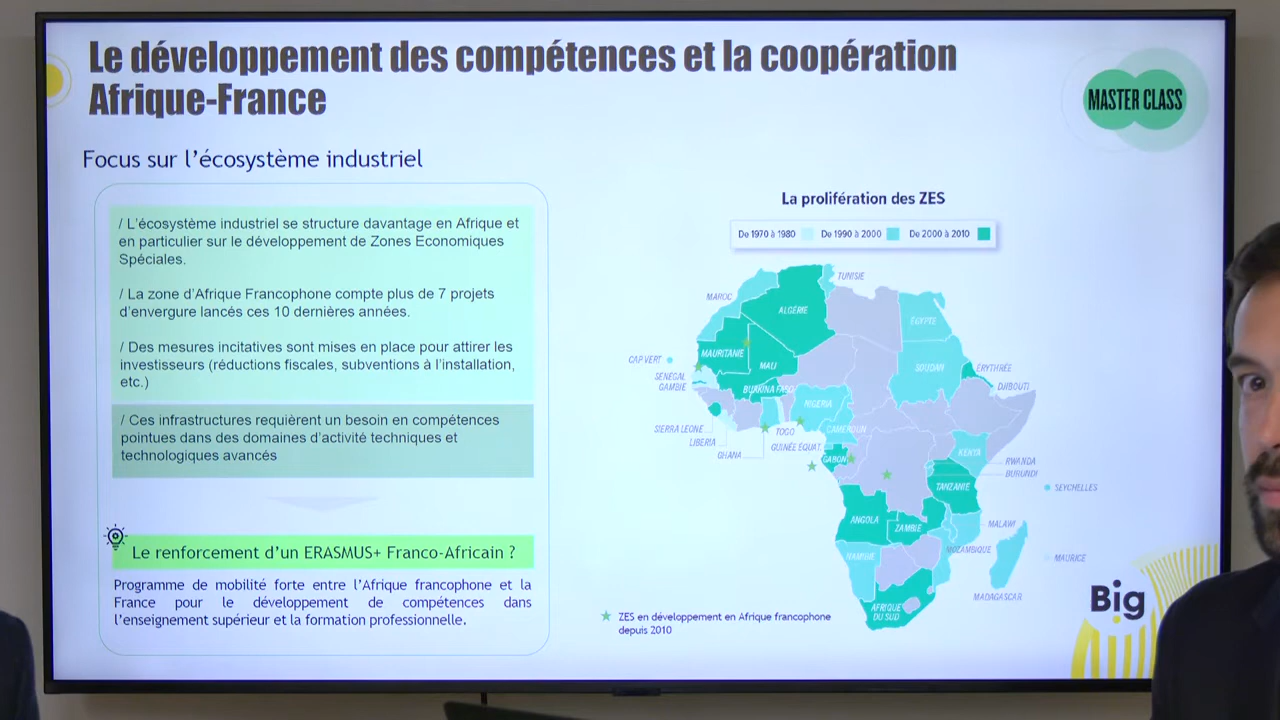 Le développement des compétences et la coopération
Afrique-France
MASTER CLASS
Focus sur l'écosystème industriel
/ L'écosystème industriel se structure davantage en Afrique et
en particulier sur le développement de Zones Economiques
Spéciales.
/ La zone d'Afrique Francophone compte plus de 7 projets
d'envergure lancés ces 10 dernières années.
/ Des mesures incitatives sont mises en place pour attirer les
investisseurs (réductions fiscales, subventions à l'installation,
etc.)
/ Ces infrastructures requièrent un besoin en compétences
pointues dans des domaines d'activité techniques et
technologiques avancés
Le renforcement d'un ERASMUS+ Franco-Africain ?
Programme de mobilité forte entre l'Afrique francophone et la
France pour le développement de compétences dans
l'enseignement supérieur et la formation professionnelle.
La prolifération des ZES
De 1970 à 1980 De 1990 à 2000 De 2000 à 2010
TUNISIE
MAROC
ALGÉRIE
ÉGYPTE
MAURITANIE
CAP VERT
MALI
SOUDAN
ÉRYTHRÉE
SÉNÉGAL
GAMBIE
DJIBOUTI
BURKINA FASO
NIGERIA
SIERRA LEONE
TOGO
CAMEROUN
LIBERIA
GUINÉE ÉQUAT.
GHANA
GABON
KENYA
RWANDA
BURUNDI
TANZANIE
SEYCHELLES
ANGOLA
ZAMBIE
MALAWI
MOZAMBIQUE
NAMIBIE
MAURICE
MADAGASCAR
AFRIQUE
DU SUD
ZES en développement en Afrique francophone
depuis 2010
Big